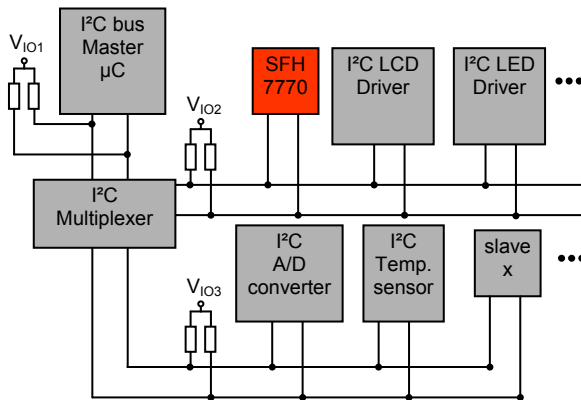 I²C bus
Master
µC
V_IO1
SFH
7770
I²C LCD
Driver
I²C LED
Driver
•••
V_IO2
I²C
Multiplexer
I²C
A/D
converter
I²C
Temp.
sensor
slave
x
•••
V_IO3